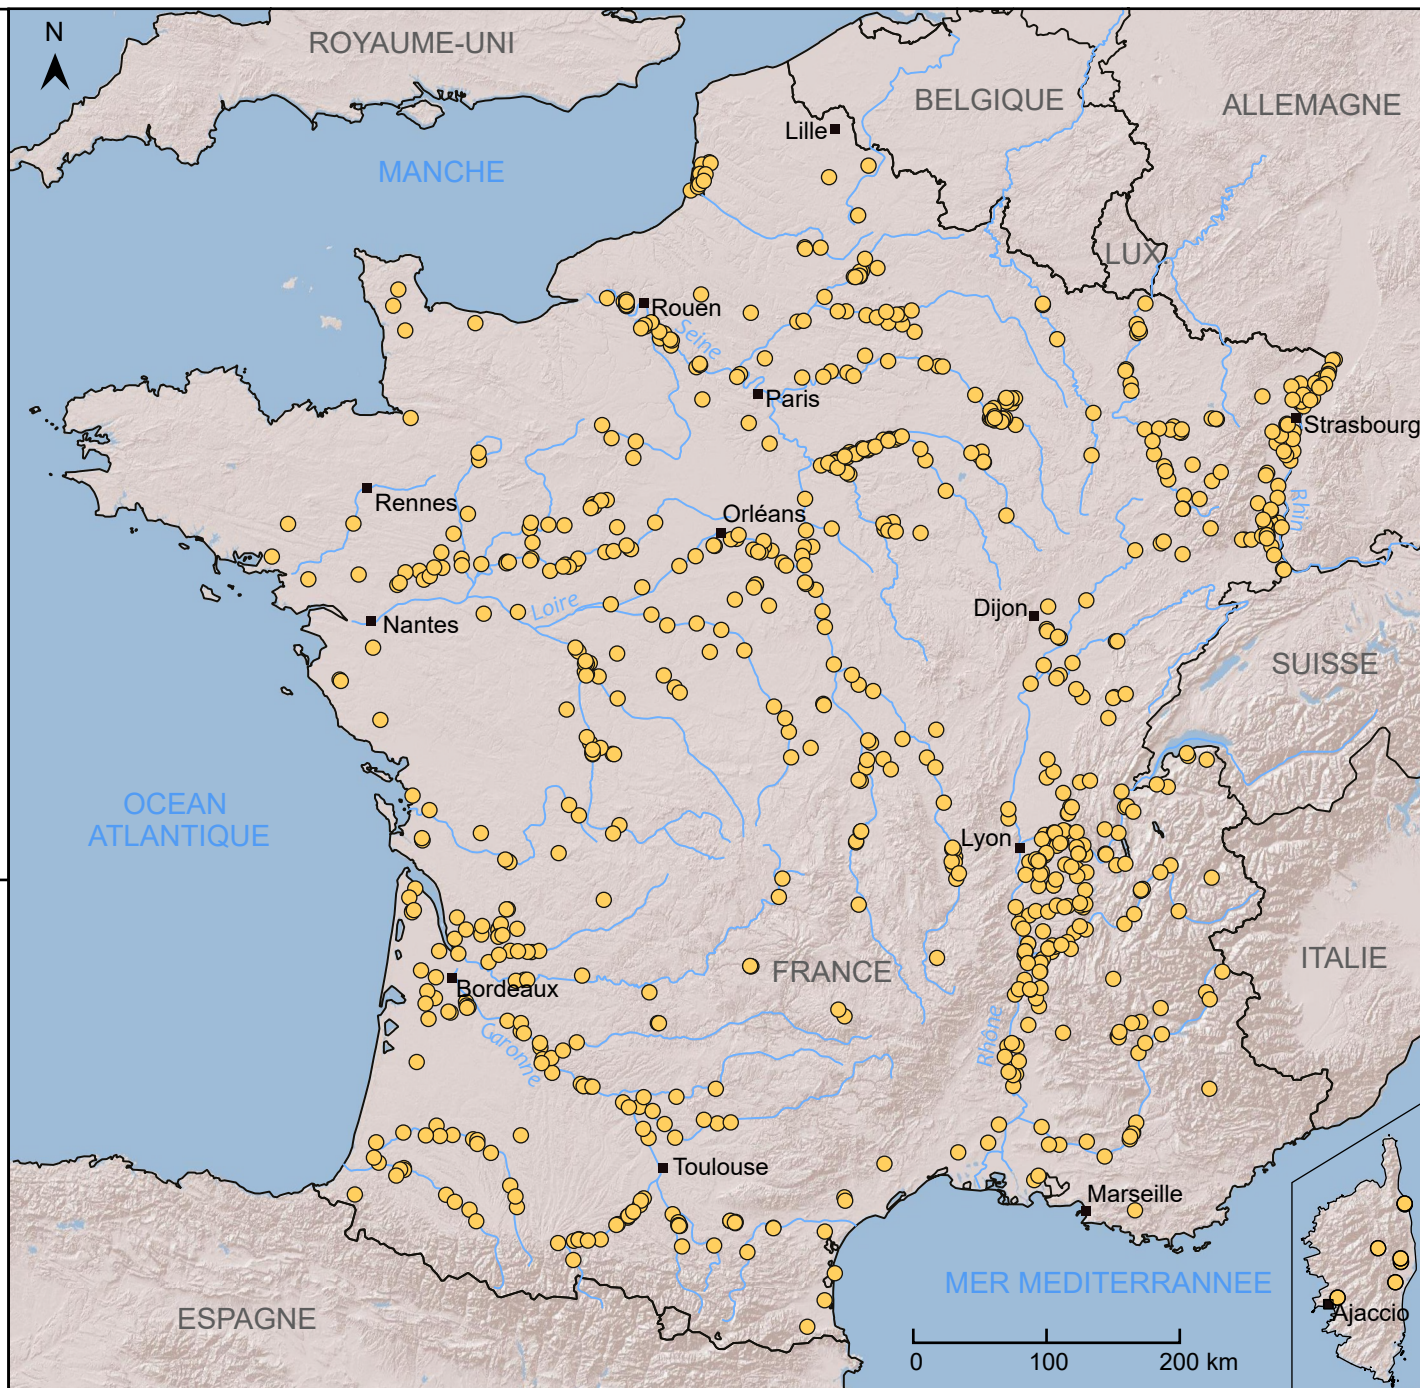 N
ROYAUME-UNI
BELGIQUE
ALLEMAGNE
Lille
MANCHE
LUX.
Rouen
Seine
Paris
Strasbourg
Rennes
Orléans
Rhin
Loire
Dijon
Nantes
SUISSE
OCEAN
ATLANTIQUE
Lyon
FRANCE
ITALIE
Bordeaux
Garonne
Rhône
Toulouse
Marseille
MER MEDITERRANNEE
Ajaccio
ESPAGNE
0 100 200 km